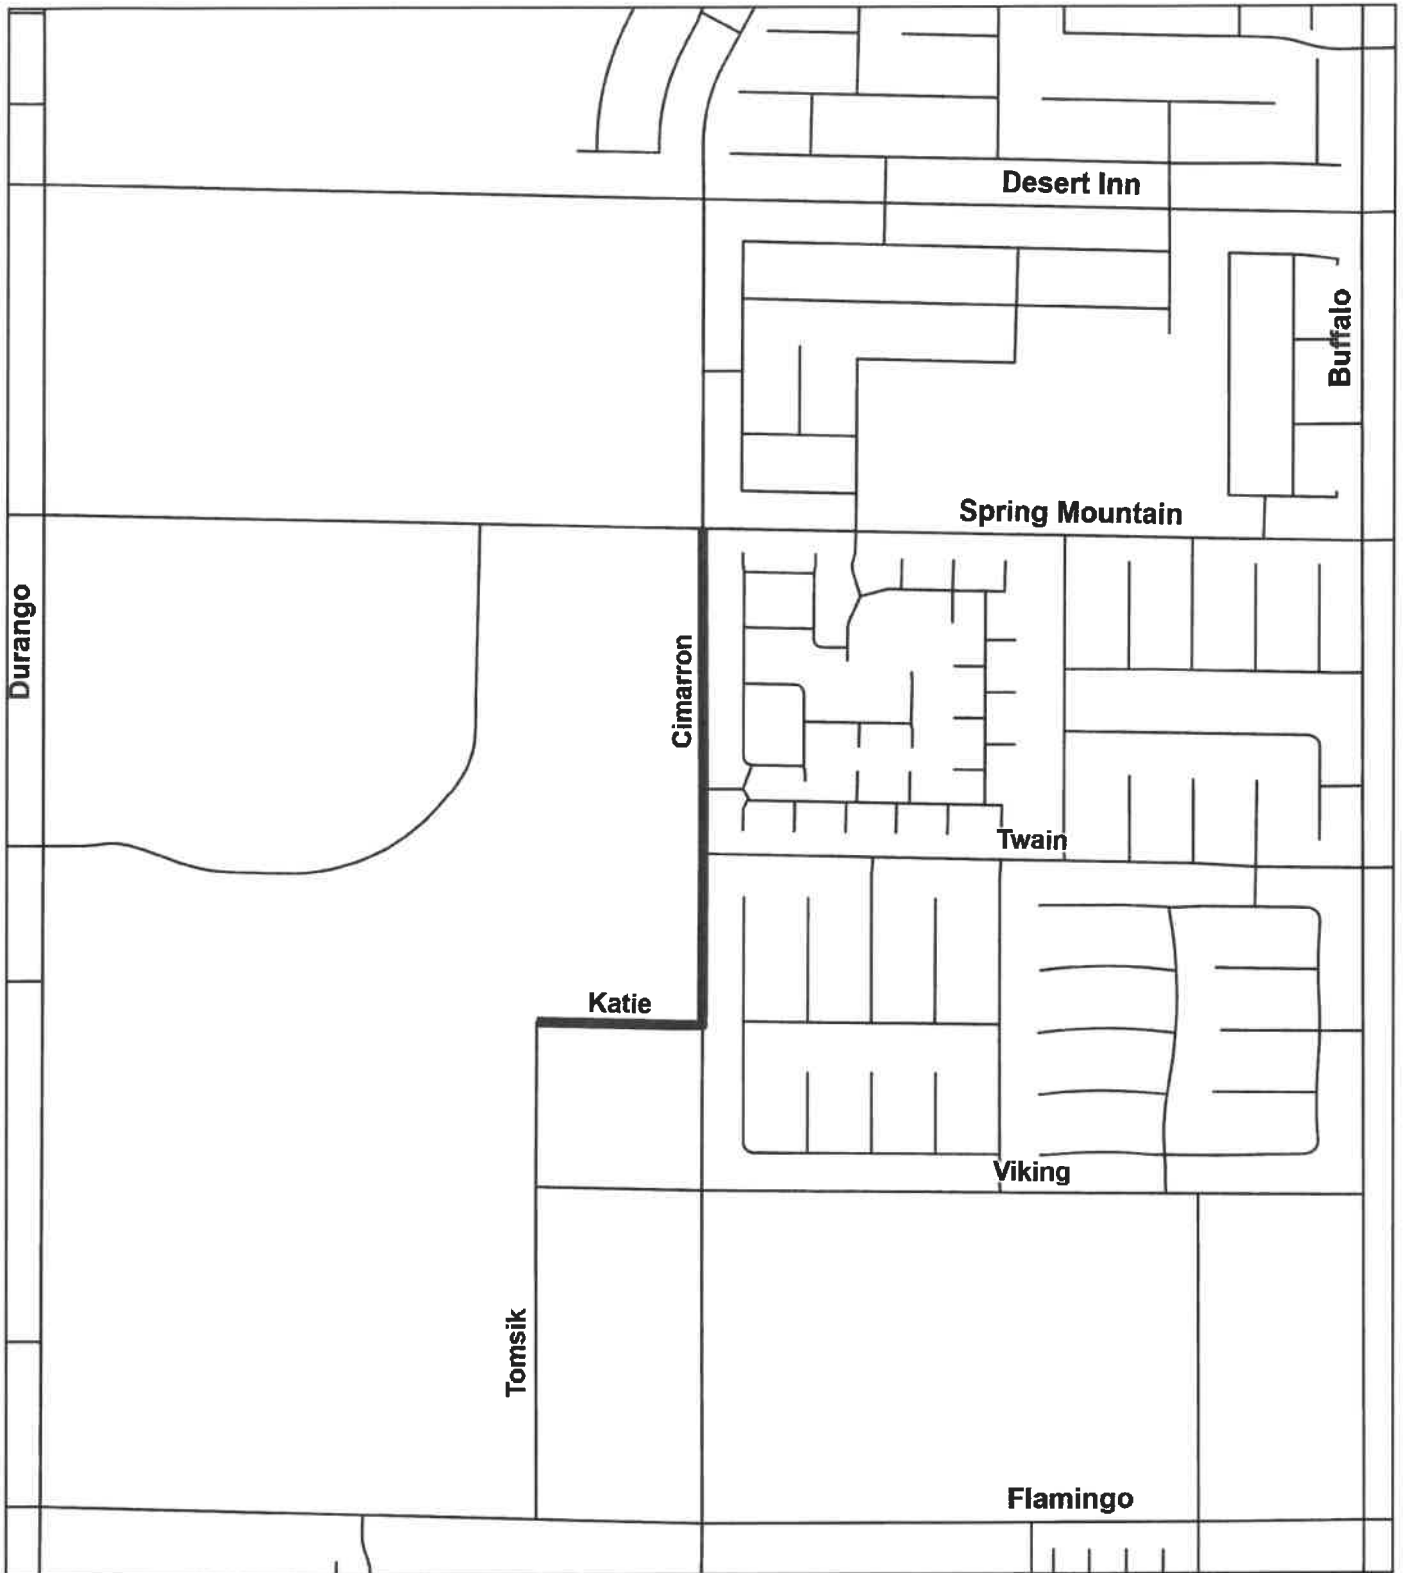 Desert Inn
Buffalo
Spring Mountain
Durango
Cimarron
Twain
Katie
Viking
Tomsik
Flamingo